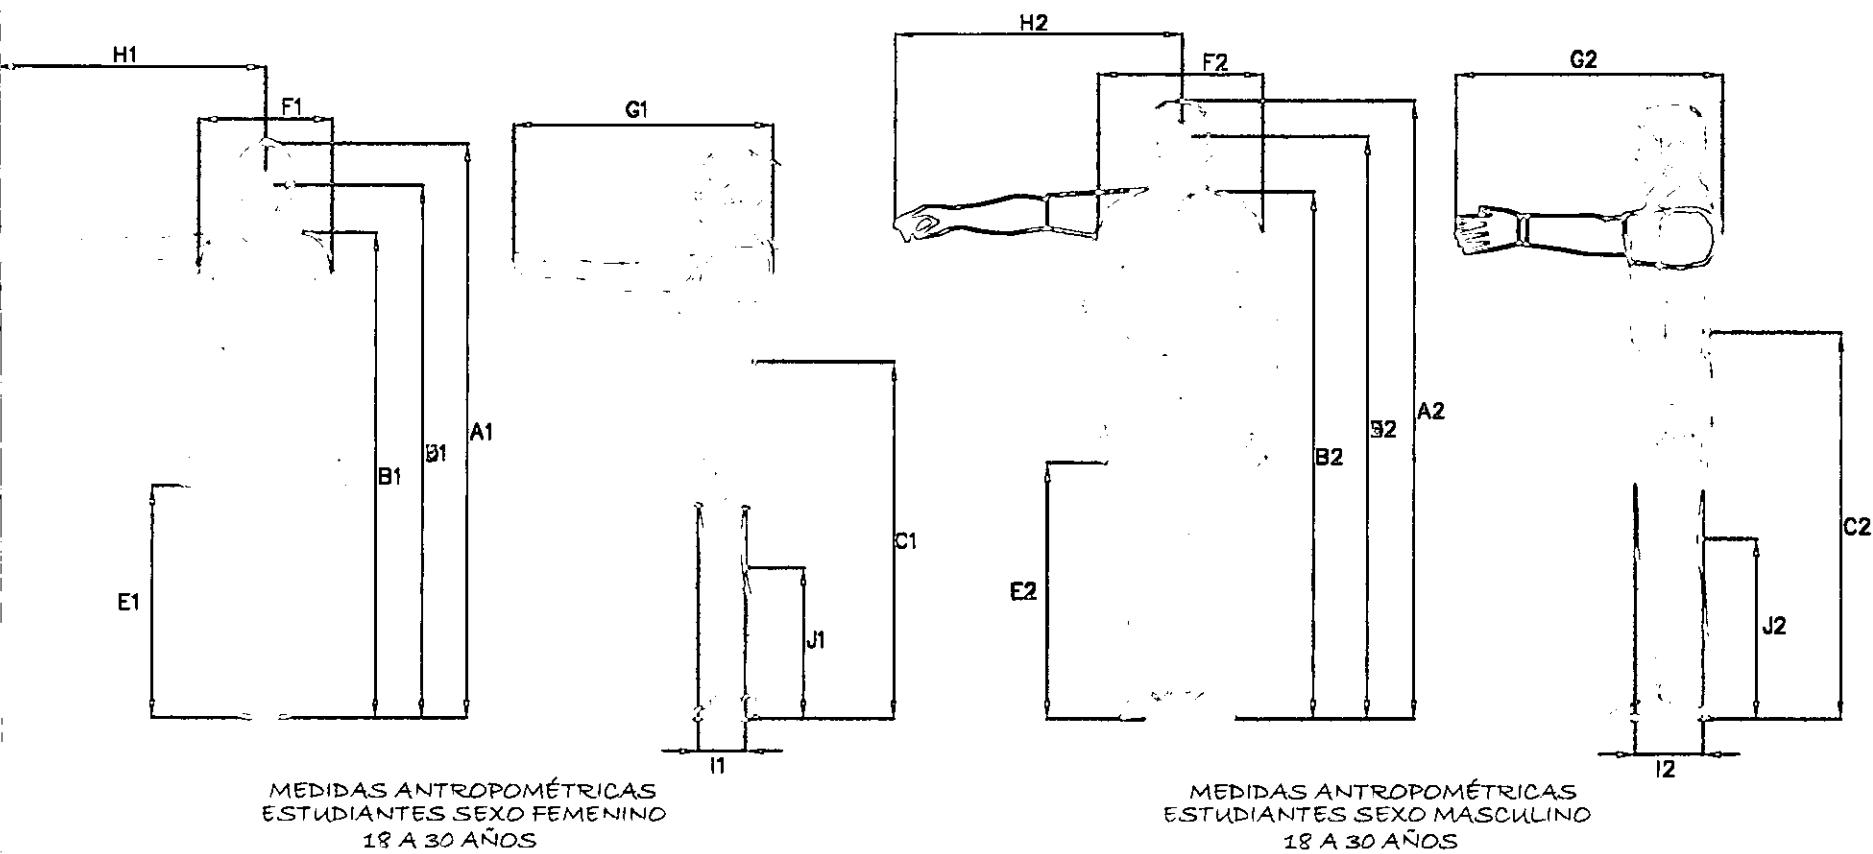 H1
F1
G1
A1
B1
C1
E1
J1
I1
MEDIDAS ANTROPOMÉTRICAS
ESTUDIANTES SEXO FEMENINO
18 A 30 AÑOS
H2
F2
G2
A2
B2
C2
E2
J2
I2
MEDIDAS ANTROPOMÉTRICAS
ESTUDIANTES SEXO MASCULINO
18 A 30 AÑOS